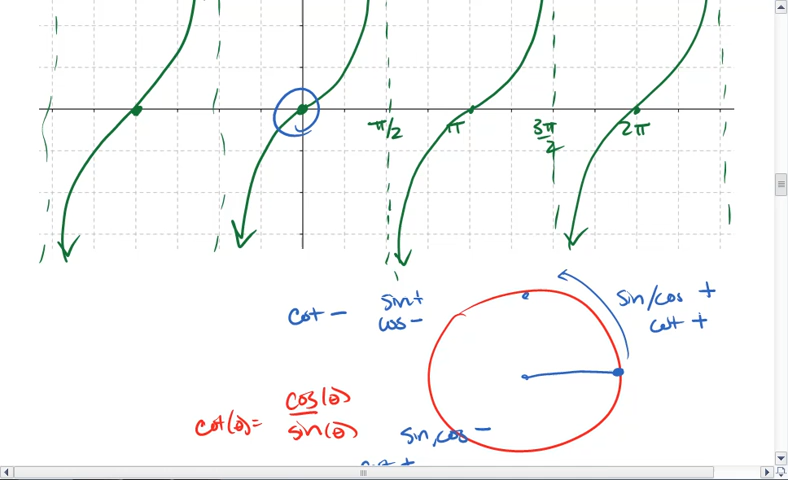 π/2
π
3π
2
2π
sin/cos +
cot +
cot −
sin+
cos −
cot(θ) = cos(θ)
sin(θ)
sin, cos −